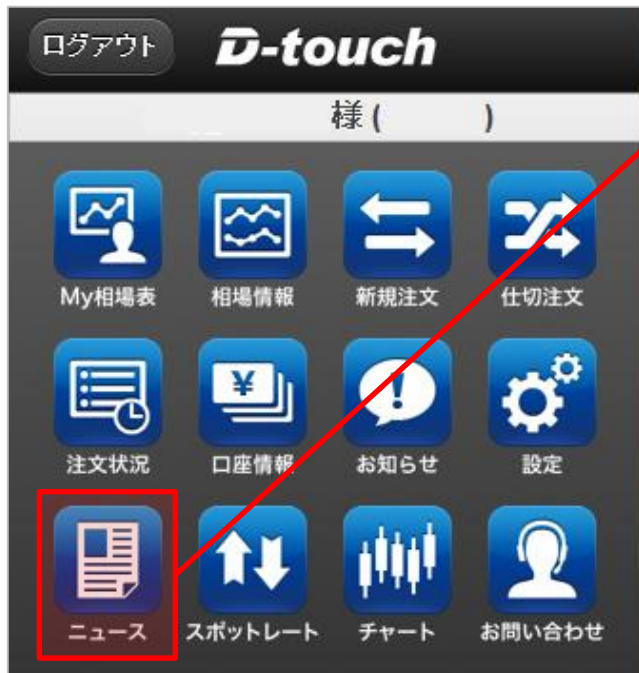 ログアウト D-touch
様 ( )
My相場表 相場情報 新規注文 仕切注文
注文状況 口座情報 お知らせ 設定
ニュース スポットレート チャート お問い合わせ